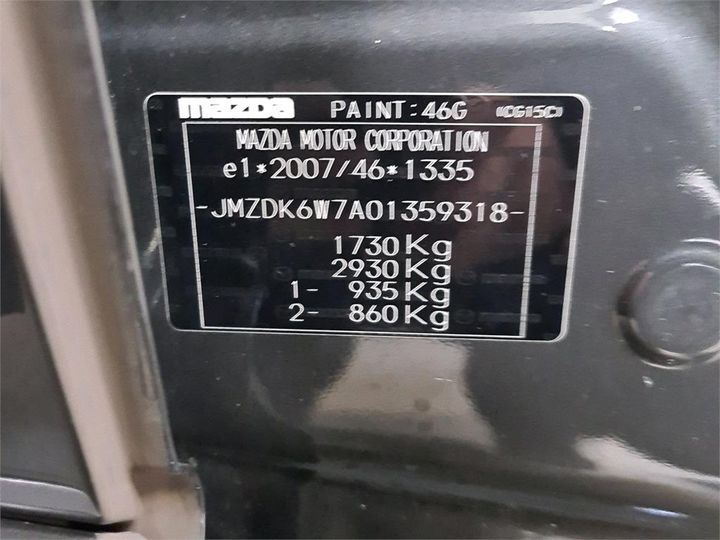 mazda PAINT:46G (CG15C)
MAZDA MOTOR CORPORATION
e1*2007/46*1335
-JMZDK6W7A01359318-
1730Kg
2930Kg
1- 935Kg
2- 860Kg